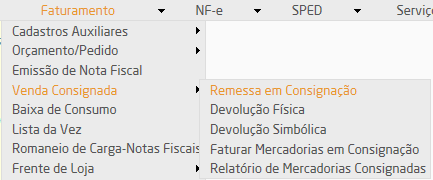 Faturamento NF-e SPED Serviç
Cadastros Auxiliares
Orçamento/Pedido
Emissão de Nota Fiscal
Venda Consignada
Baixa de Consumo
Lista da Vez
Romaneio de Carga-Notas Fiscais
Frente de Loja
Remessa em Consignação
Devolução Física
Devolução Simbólica
Faturar Mercadorias em Consignação
Relatório de Mercadorias Consignadas